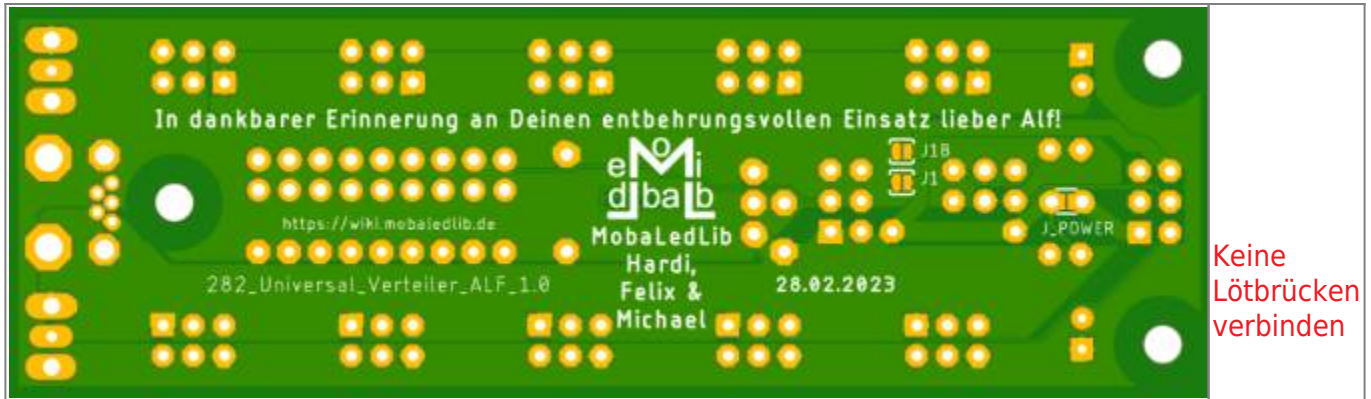 In dankbarer Erinnerung an Deinen entbehrungsvollen Einsatz lieber Alf!
J1B
J1
https://wiki.mobaledlib.de
282_Universal_Verteiler_ALF_1.0
MobaLedLib
Hardi,
Felix &
Michael
28.02.2023
J_POWER
Keine
Lötbrücken
verbinden